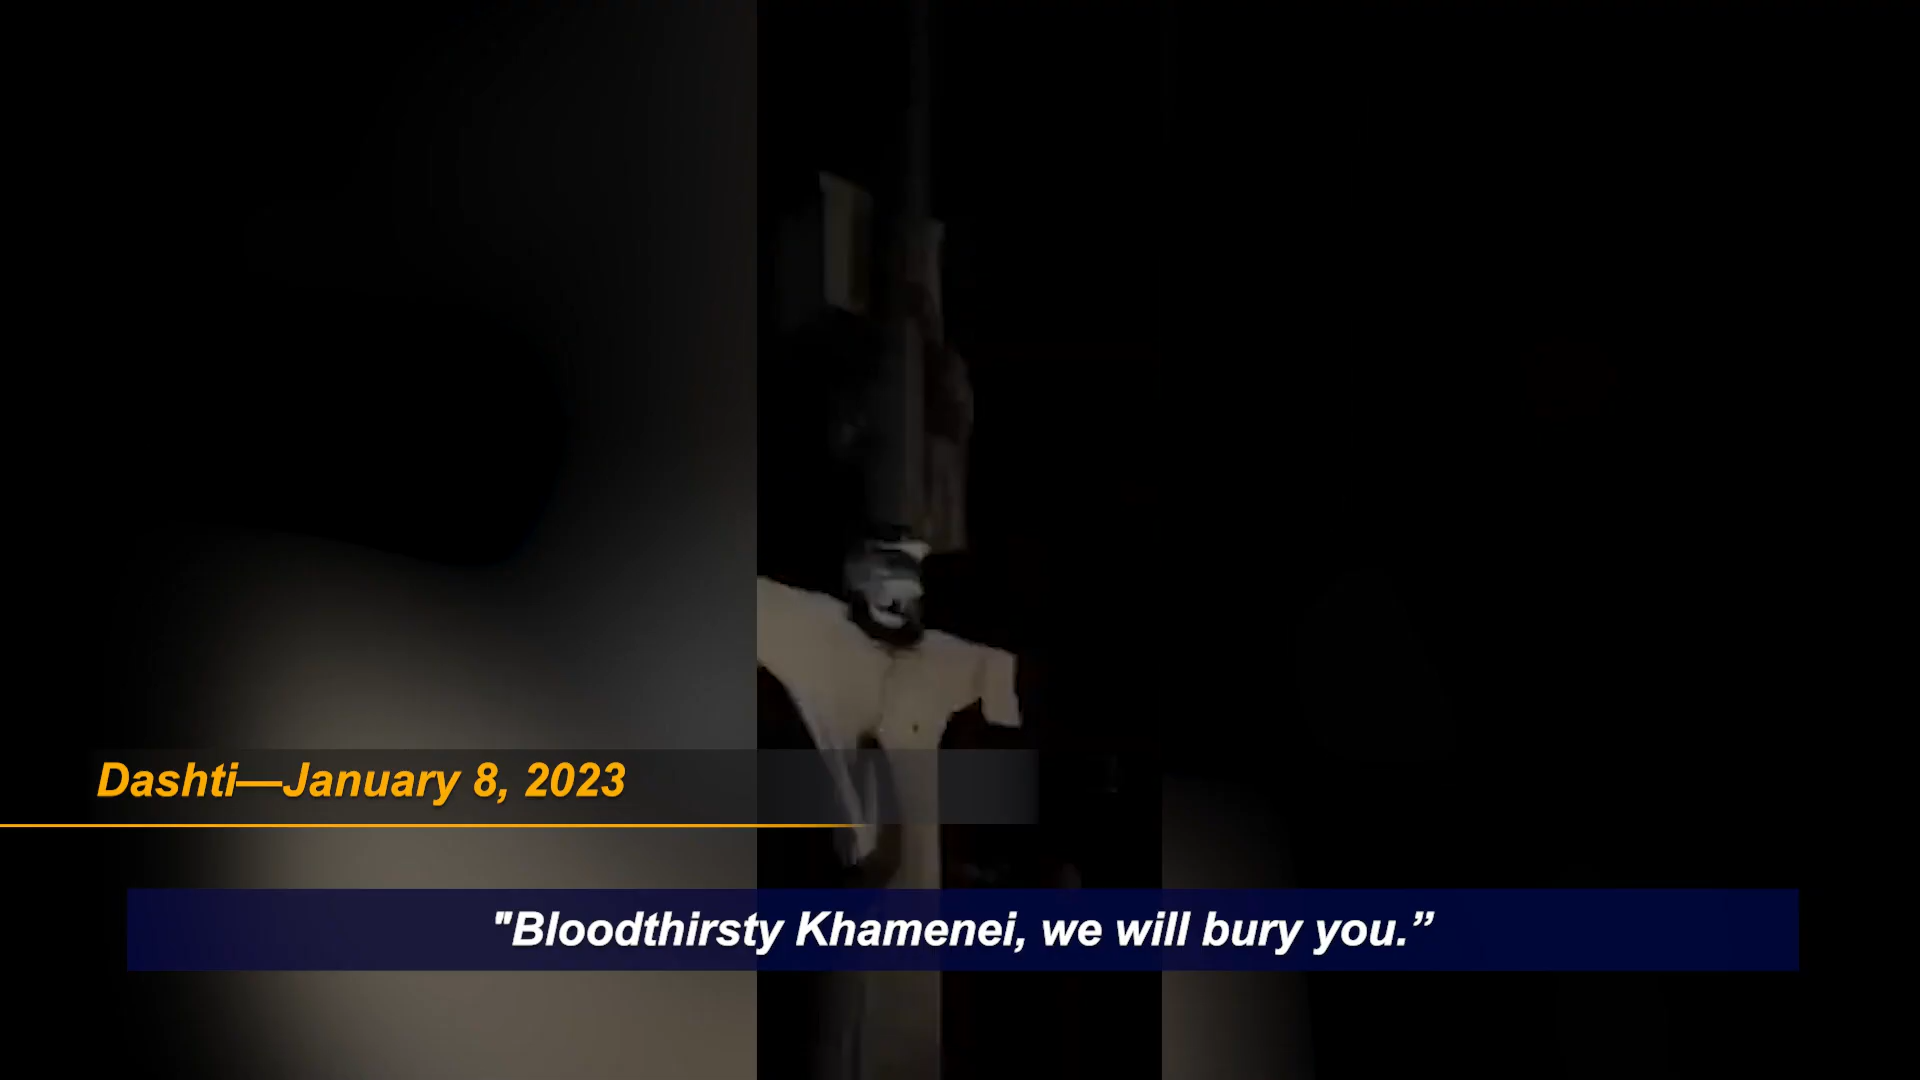 Dashti—January 8, 2023
"Bloodthirsty Khamenei, we will bury you.”